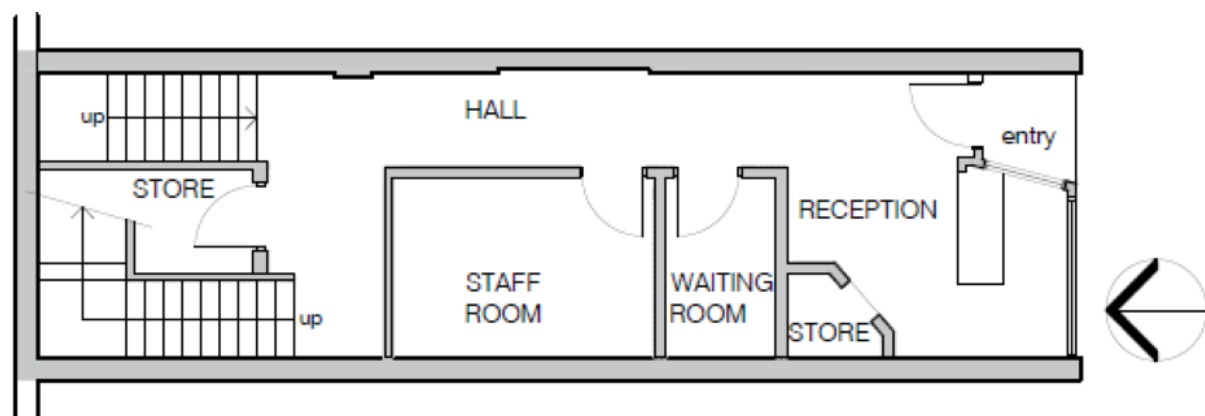 HALL
up
entry
STORE
RECEPTION
STAFF
ROOM
WAITING
ROOM
up
STORE